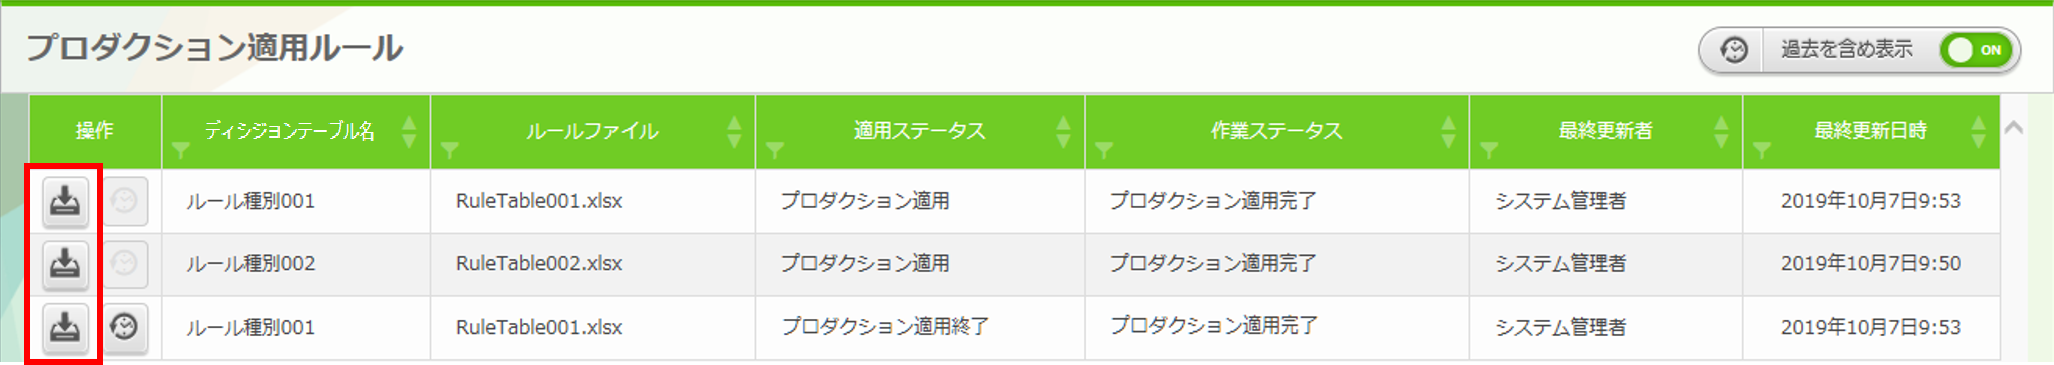 プロダクション適用ルール
過去を含め表示 ON
操作 ディシジョンテーブル名 ルールファイル 適用ステータス 作業ステータス 最終更新者 最終更新日時
ルール種別001 RuleTable001.xlsx プロダクション適用 プロダクション適用完了 システム管理者 2019年10月7日9:53
ルール種別002 RuleTable002.xlsx プロダクション適用 プロダクション適用完了 システム管理者 2019年10月7日9:50
ルール種別001 RuleTable001.xlsx プロダクション適用終了 プロダクション適用完了 システム管理者 2019年10月7日9:53